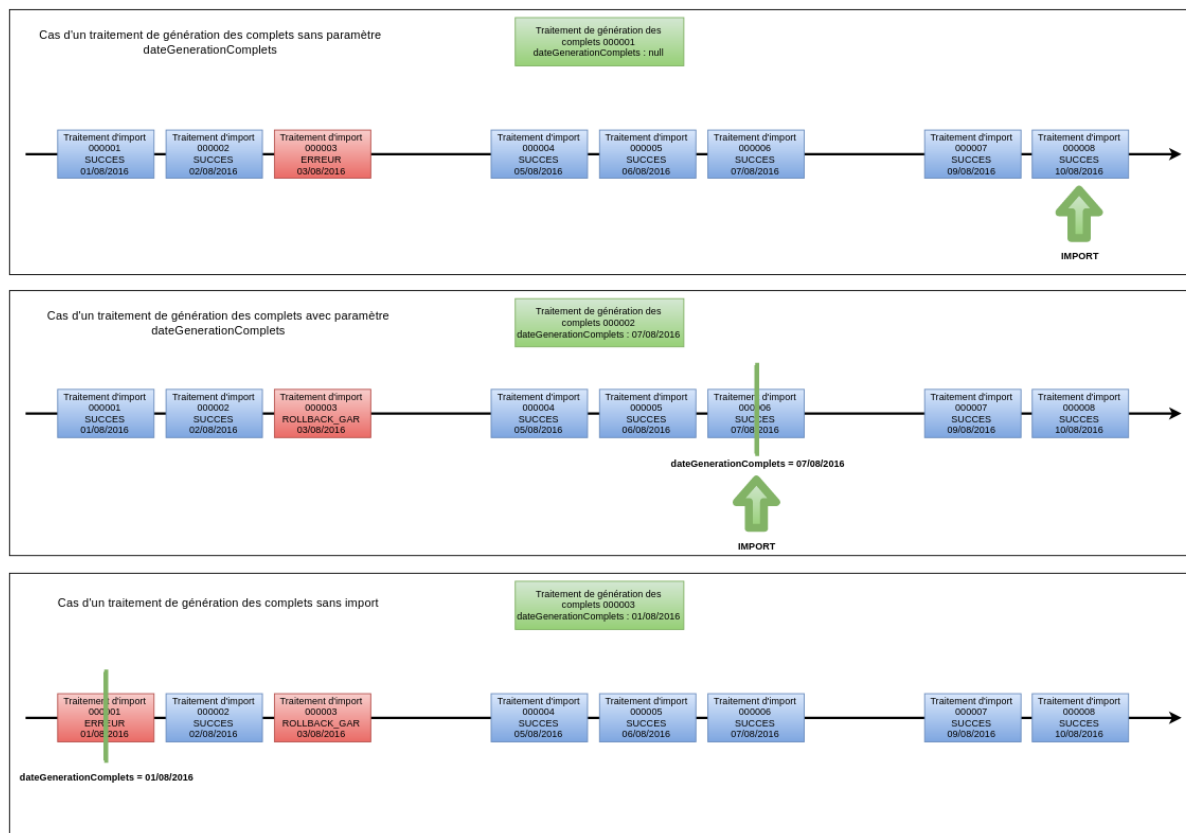 Cas d'un traitement de génération des complets sans paramètre
dateGenerationComplets
Traitement de génération des
complets 000001
dateGenerationComplets : null
Traitement d'import
000001
SUCCES
01/08/2016
Traitement d'import
000002
SUCCES
02/08/2016
Traitement d'import
000003
ERREUR
03/08/2016
Traitement d'import
000004
SUCCES
05/08/2016
Traitement d'import
000005
SUCCES
06/08/2016
Traitement d'import
000006
SUCCES
07/08/2016
Traitement d'import
000007
SUCCES
09/08/2016
Traitement d'import
000008
SUCCES
10/08/2016
IMPORT
Cas d'un traitement de génération des complets avec paramètre
dateGenerationComplets
Traitement de génération des
complets 000002
dateGenerationComplets : 07/08/2016
Traitement d'import
000001
SUCCES
01/08/2016
Traitement d'import
000002
SUCCES
02/08/2016
Traitement d'import
000003
ROLLBACK_GAR
03/08/2016
Traitement d'import
000004
SUCCES
05/08/2016
Traitement d'import
000005
SUCCES
06/08/2016
Traitement d'import
000006
SUCCES
07/08/2016
Traitement d'import
000007
SUCCES
09/08/2016
Traitement d'import
000008
SUCCES
10/08/2016
dateGenerationComplets = 07/08/2016
IMPORT
Cas d'un traitement de génération des complets sans import
Traitement de génération des
complets 000003
dateGenerationComplets : 01/08/2016
Traitement d'import
000001
ERREUR
01/08/2016
Traitement d'import
000002
SUCCES
02/08/2016
Traitement d'import
000003
ROLLBACK_GAR
03/08/2016
Traitement d'import
000004
SUCCES
05/08/2016
Traitement d'import
000005
SUCCES
06/08/2016
Traitement d'import
000006
SUCCES
07/08/2016
Traitement d'import
000007
SUCCES
09/08/2016
Traitement d'import
000008
SUCCES
10/08/2016
dateGenerationComplets = 01/08/2016